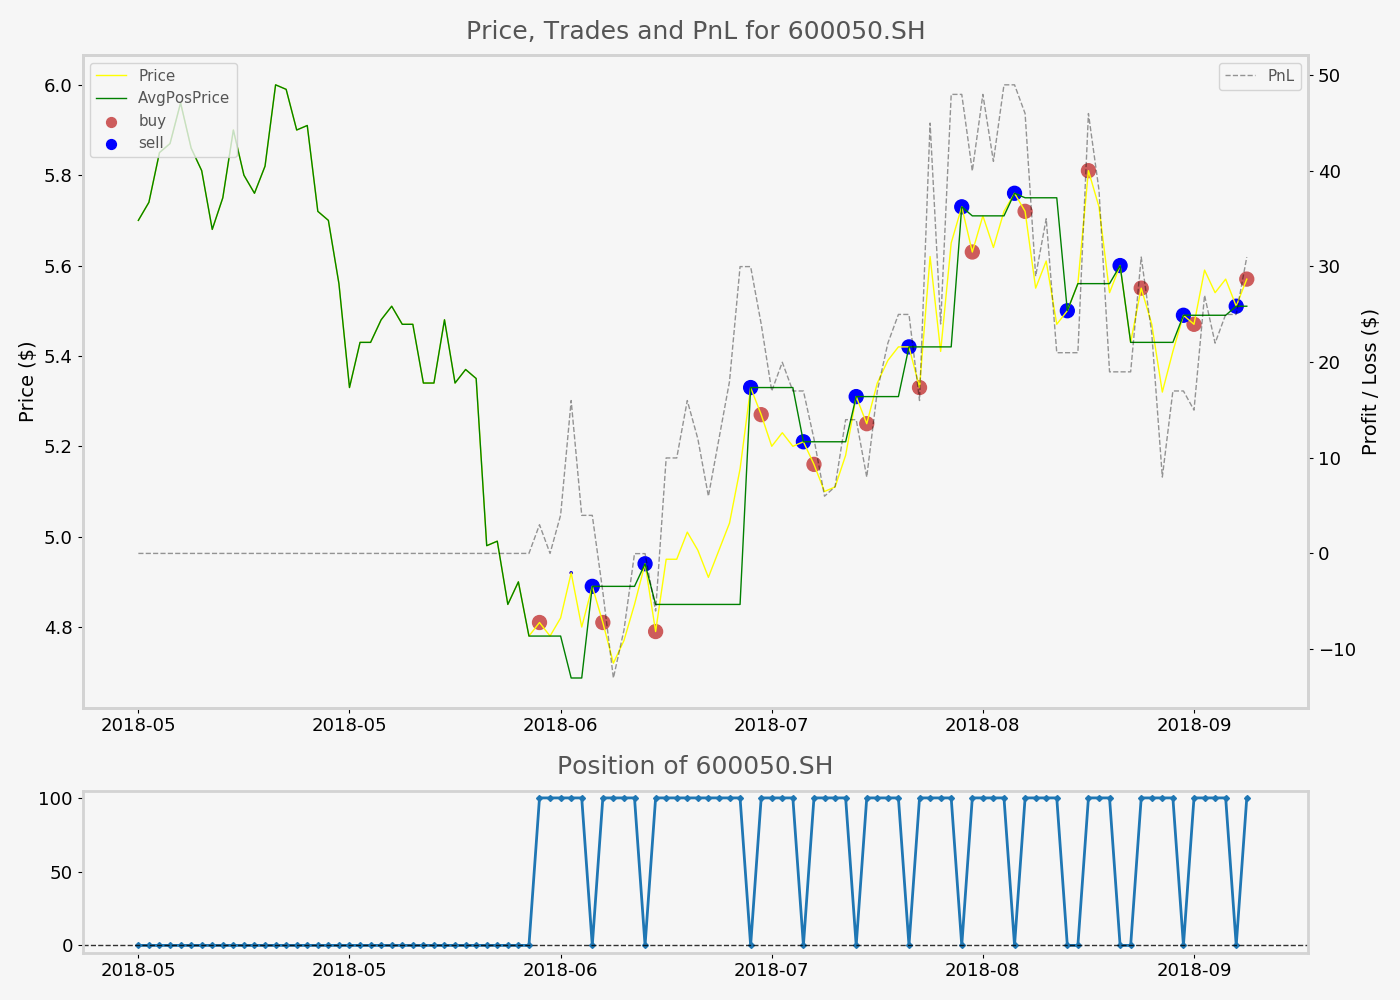 Price, Trades and PnL for 600050.SH
Price
AvgPosPrice
buy
sell
PnL
Price ($)
6.0
5.8
5.6
5.4
5.2
5.0
4.8
Profit / Loss ($)
50
40
30
20
10
0
−10
2018-05 2018-05 2018-06 2018-07 2018-08 2018-09
Position of 600050.SH
100
50
0
2018-05 2018-05 2018-06 2018-07 2018-08 2018-09